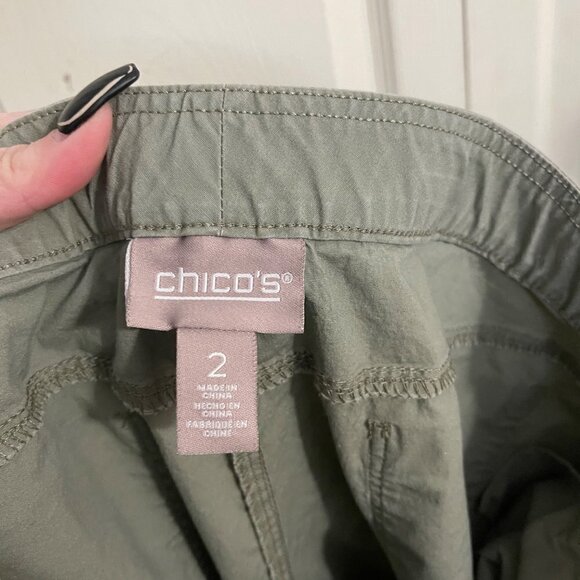 chico's®
2
MADE IN
CHINA
HECHO EN
CHINA
FABRIQUÉ EN
CHINE